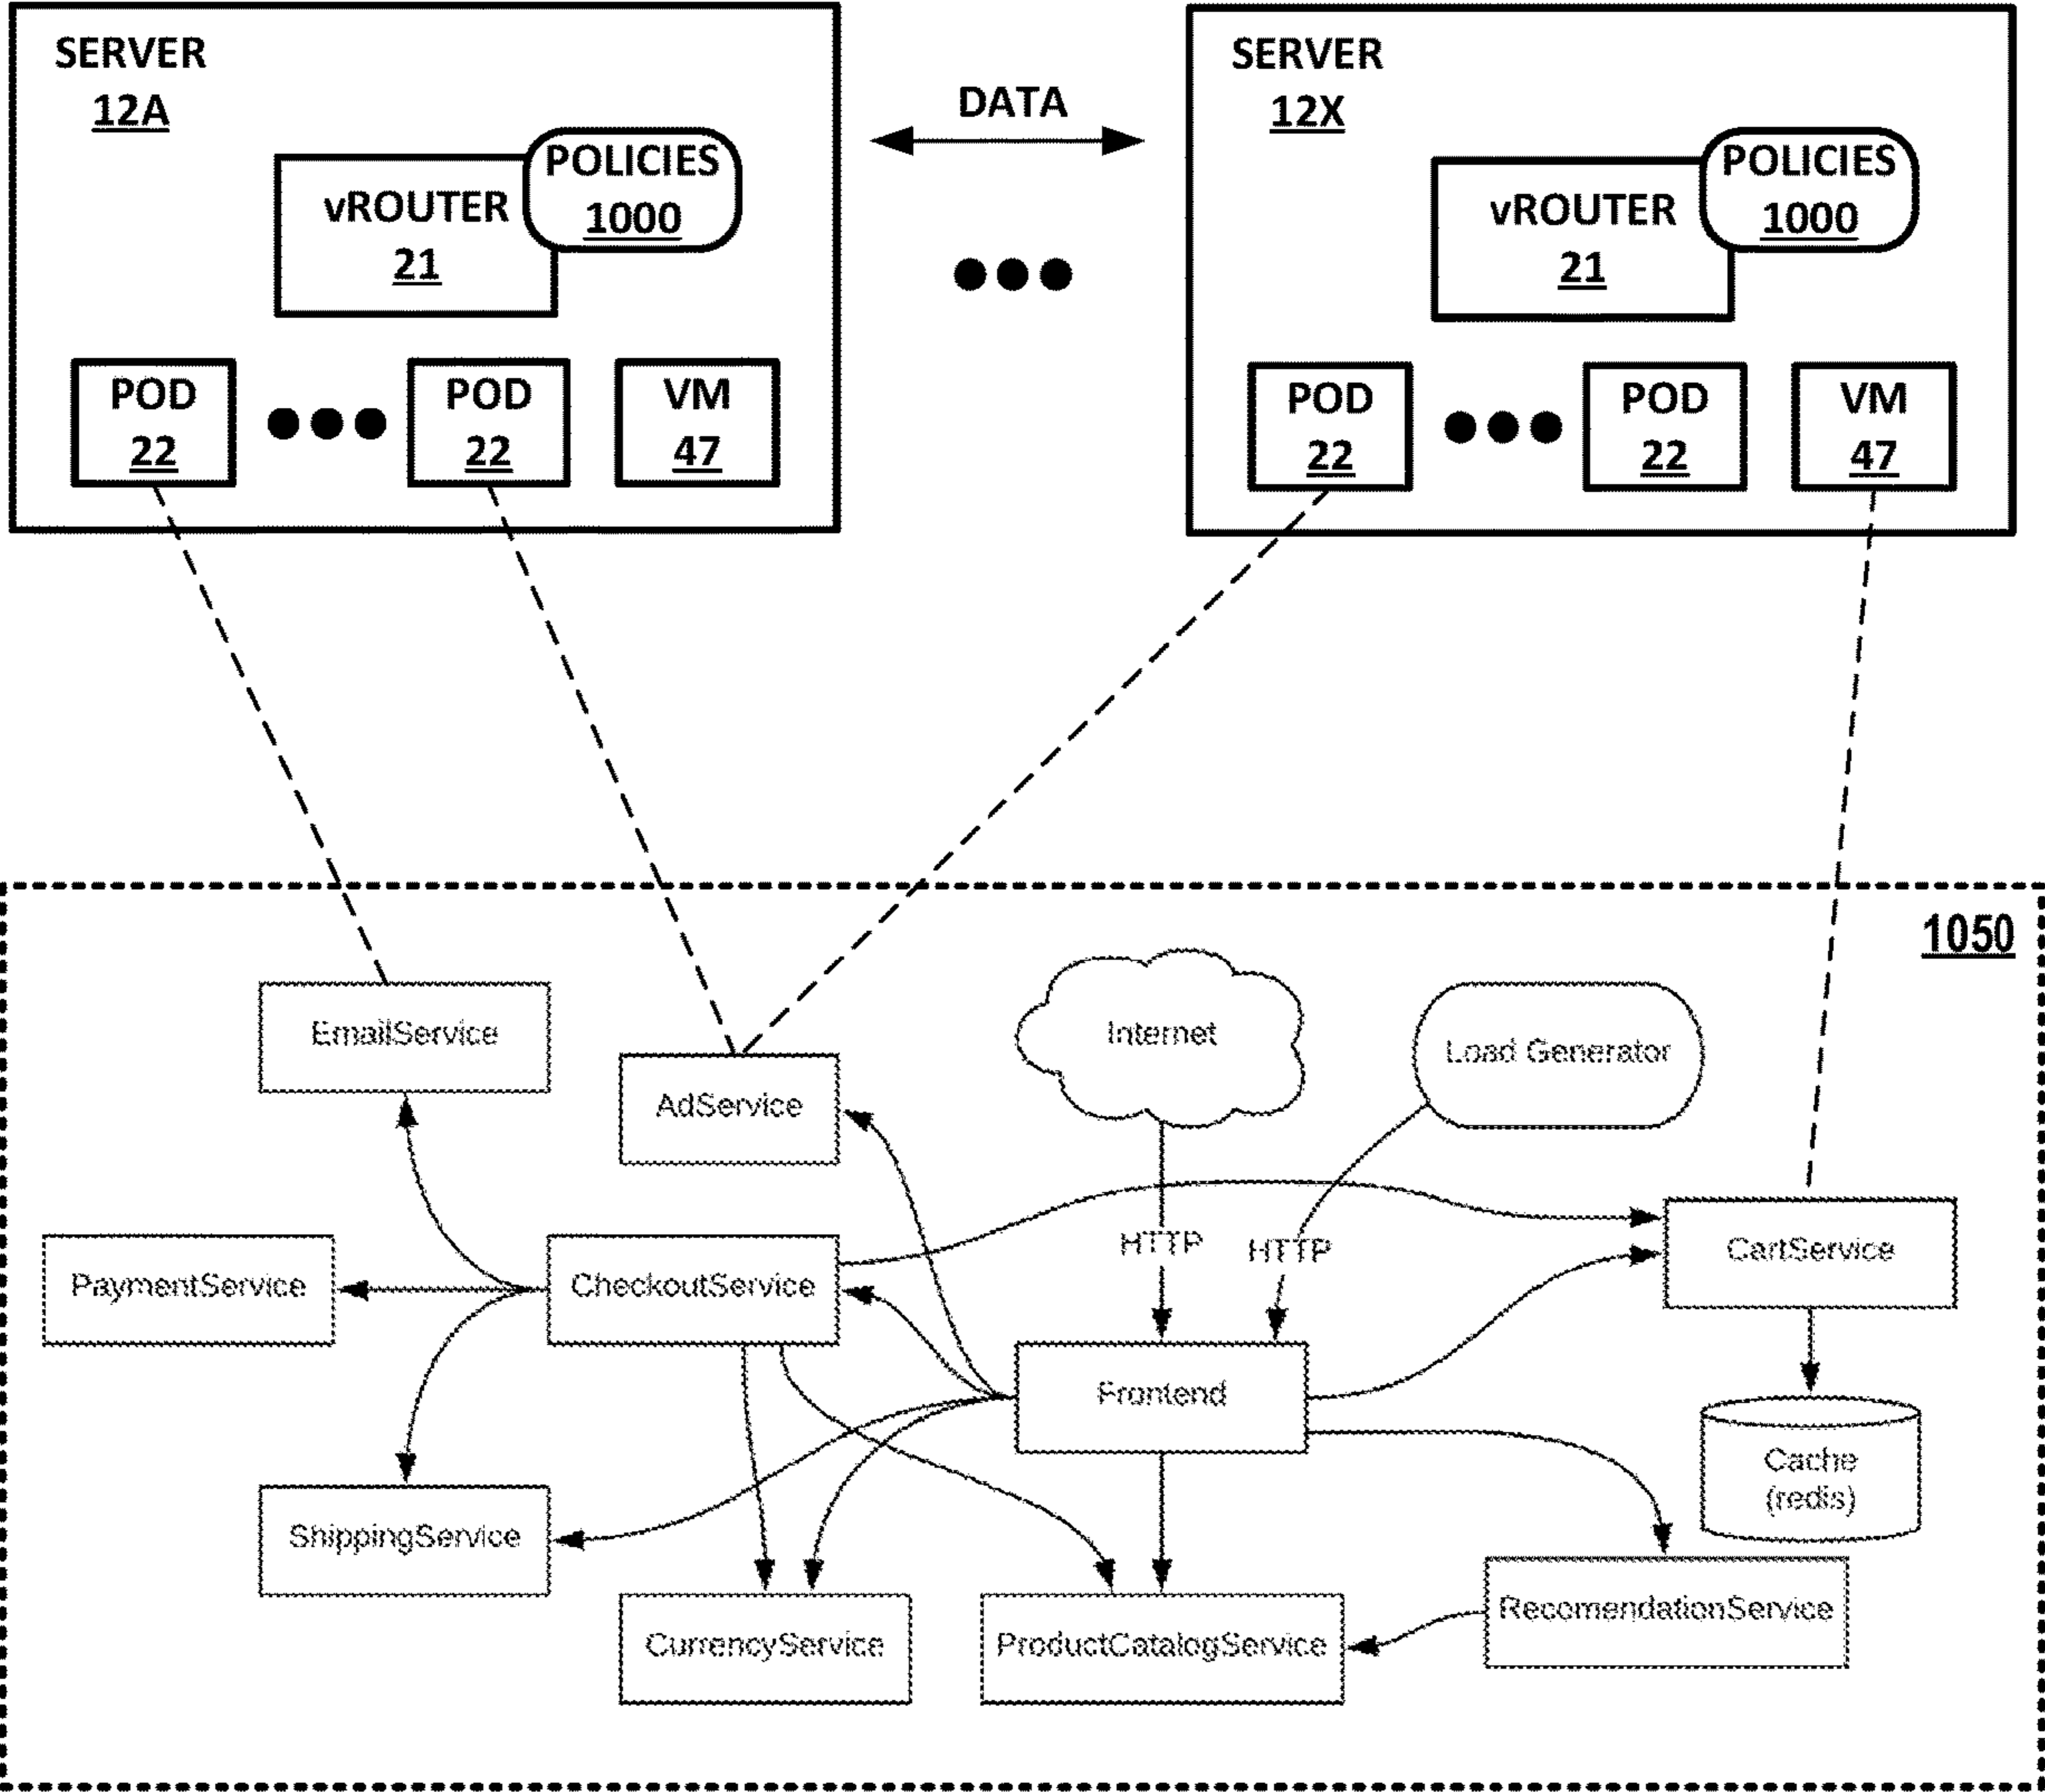 SERVER
12A
POLICIES
1000
vROUTER
21
POD
22
POD
22
VM
47
DATA
SERVER
12X
POLICIES
1000
vROUTER
21
POD
22
POD
22
VM
47
1050
EmailService
AdService
Internet
Load Generator
HTTP
HTTP
PaymentService
CheckoutService
CartService
Frontend
Cache
(redis)
ShippingService
CurrencyService
ProductCatalogService
RecomendationService